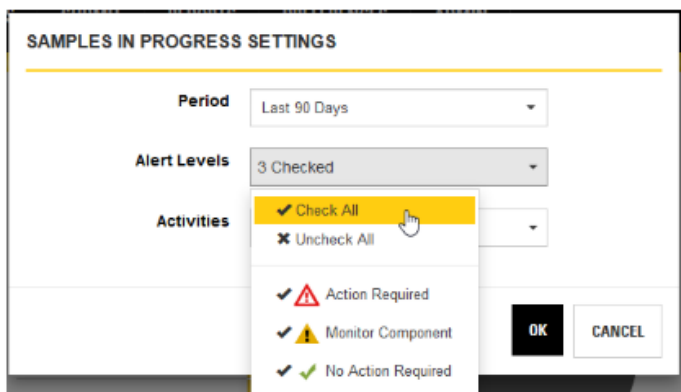 SAMPLES IN PROGRESS SETTINGS
Period
Last 90 Days
Alert Levels
3 Checked
Check All
Activities
Uncheck All
Action Required
Monitor Component
OK
CANCEL
No Action Required